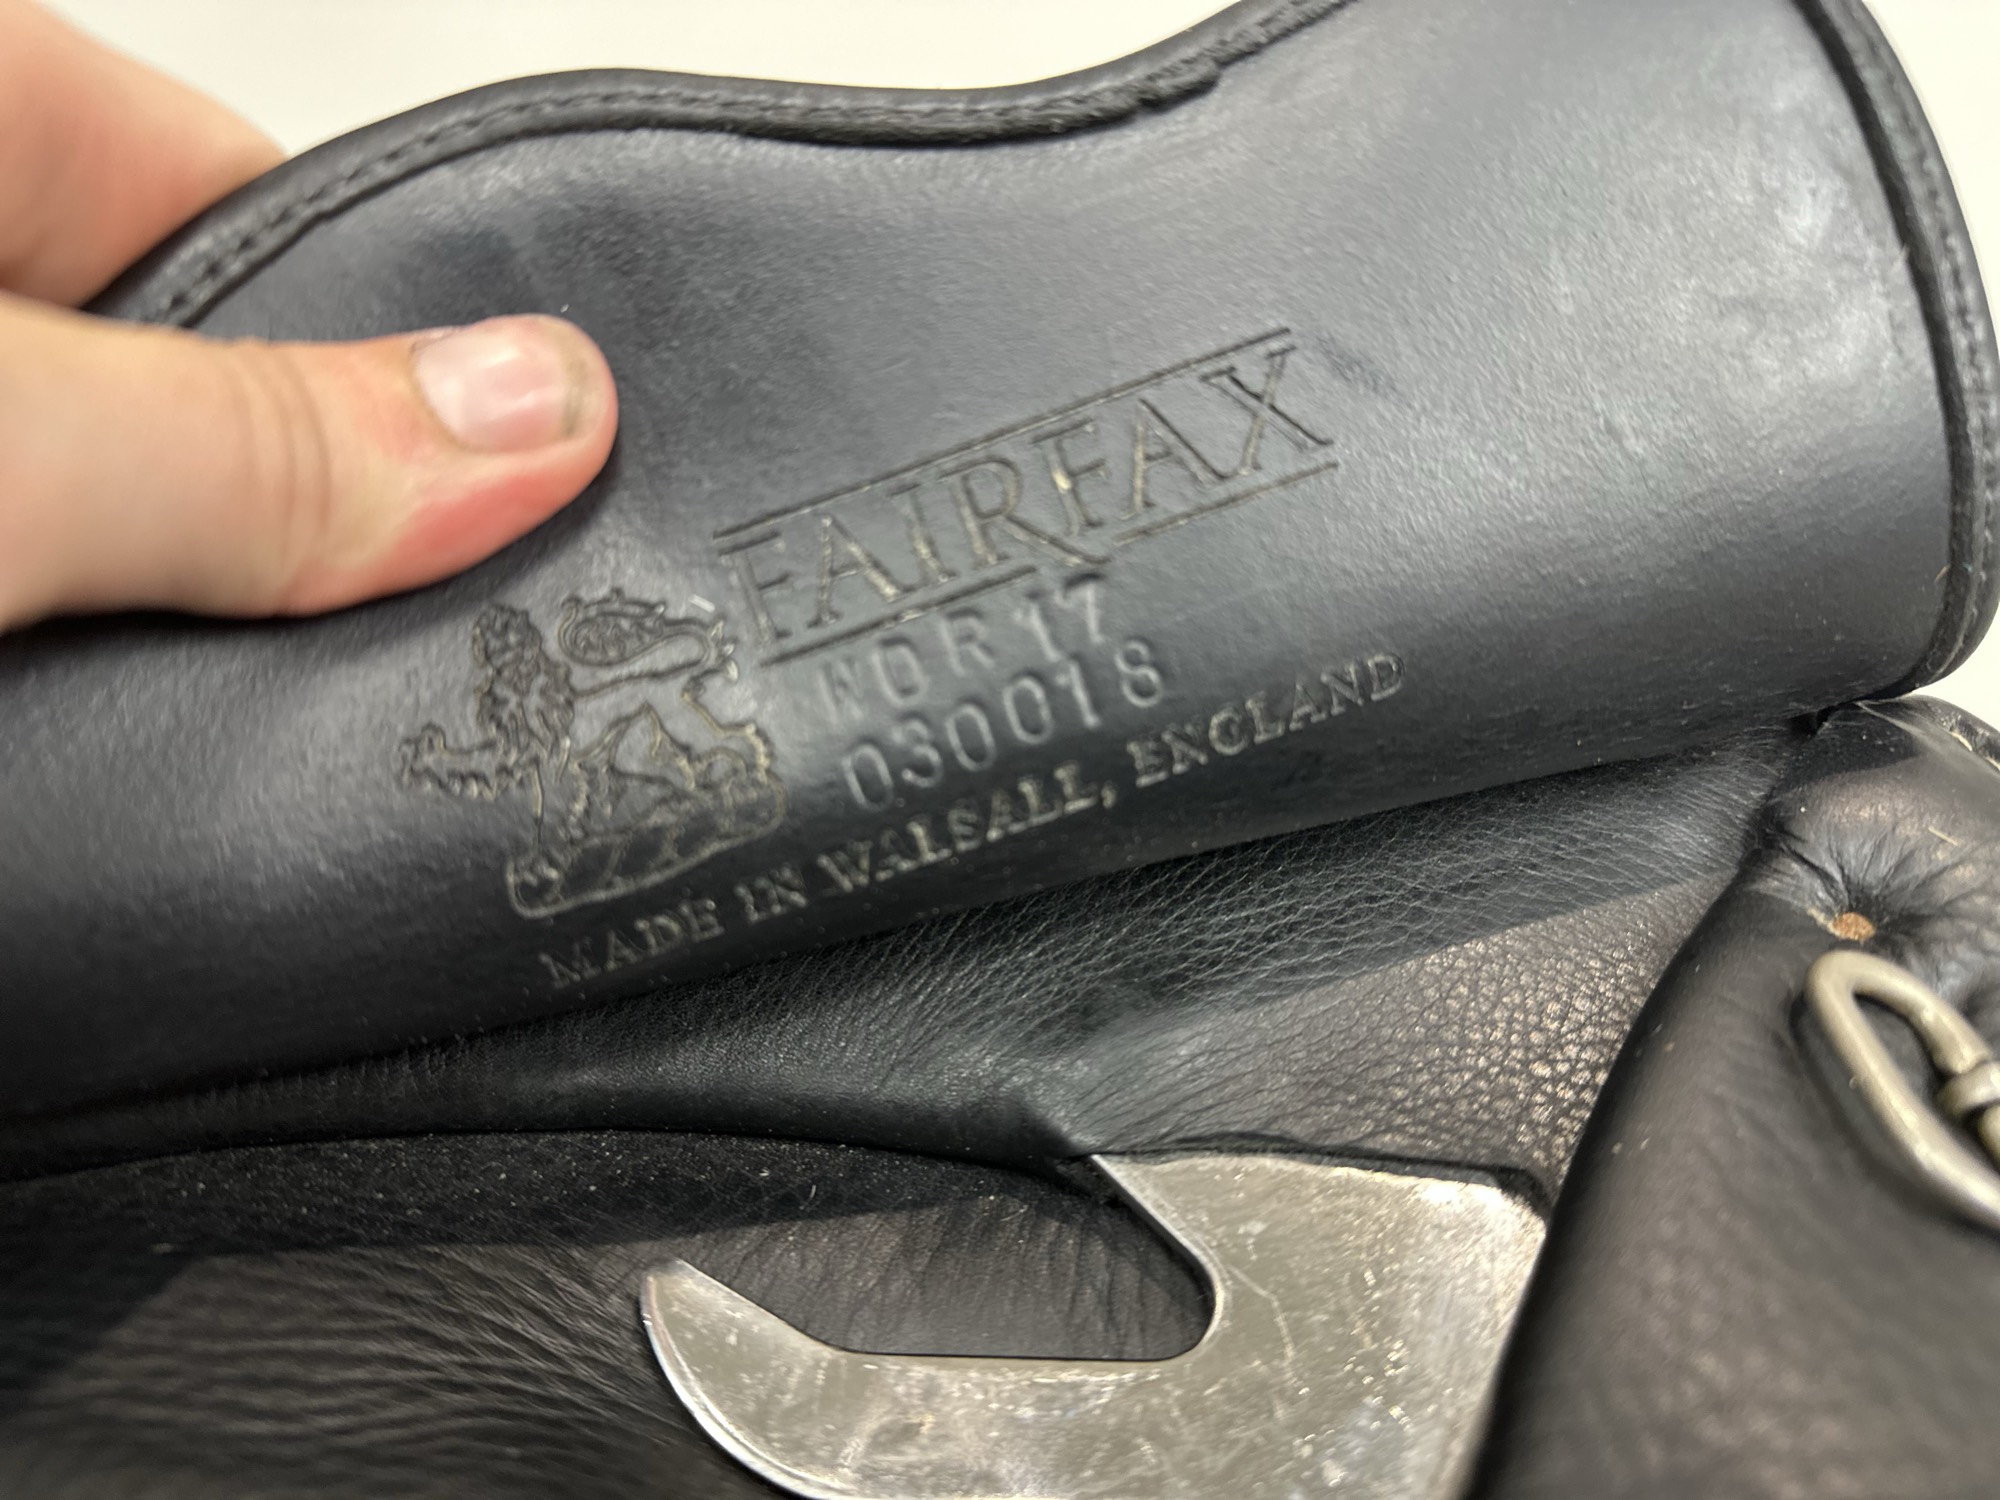 FAIRFAX
WDR 17
030018
MADE IN WALSALL, ENGLAND